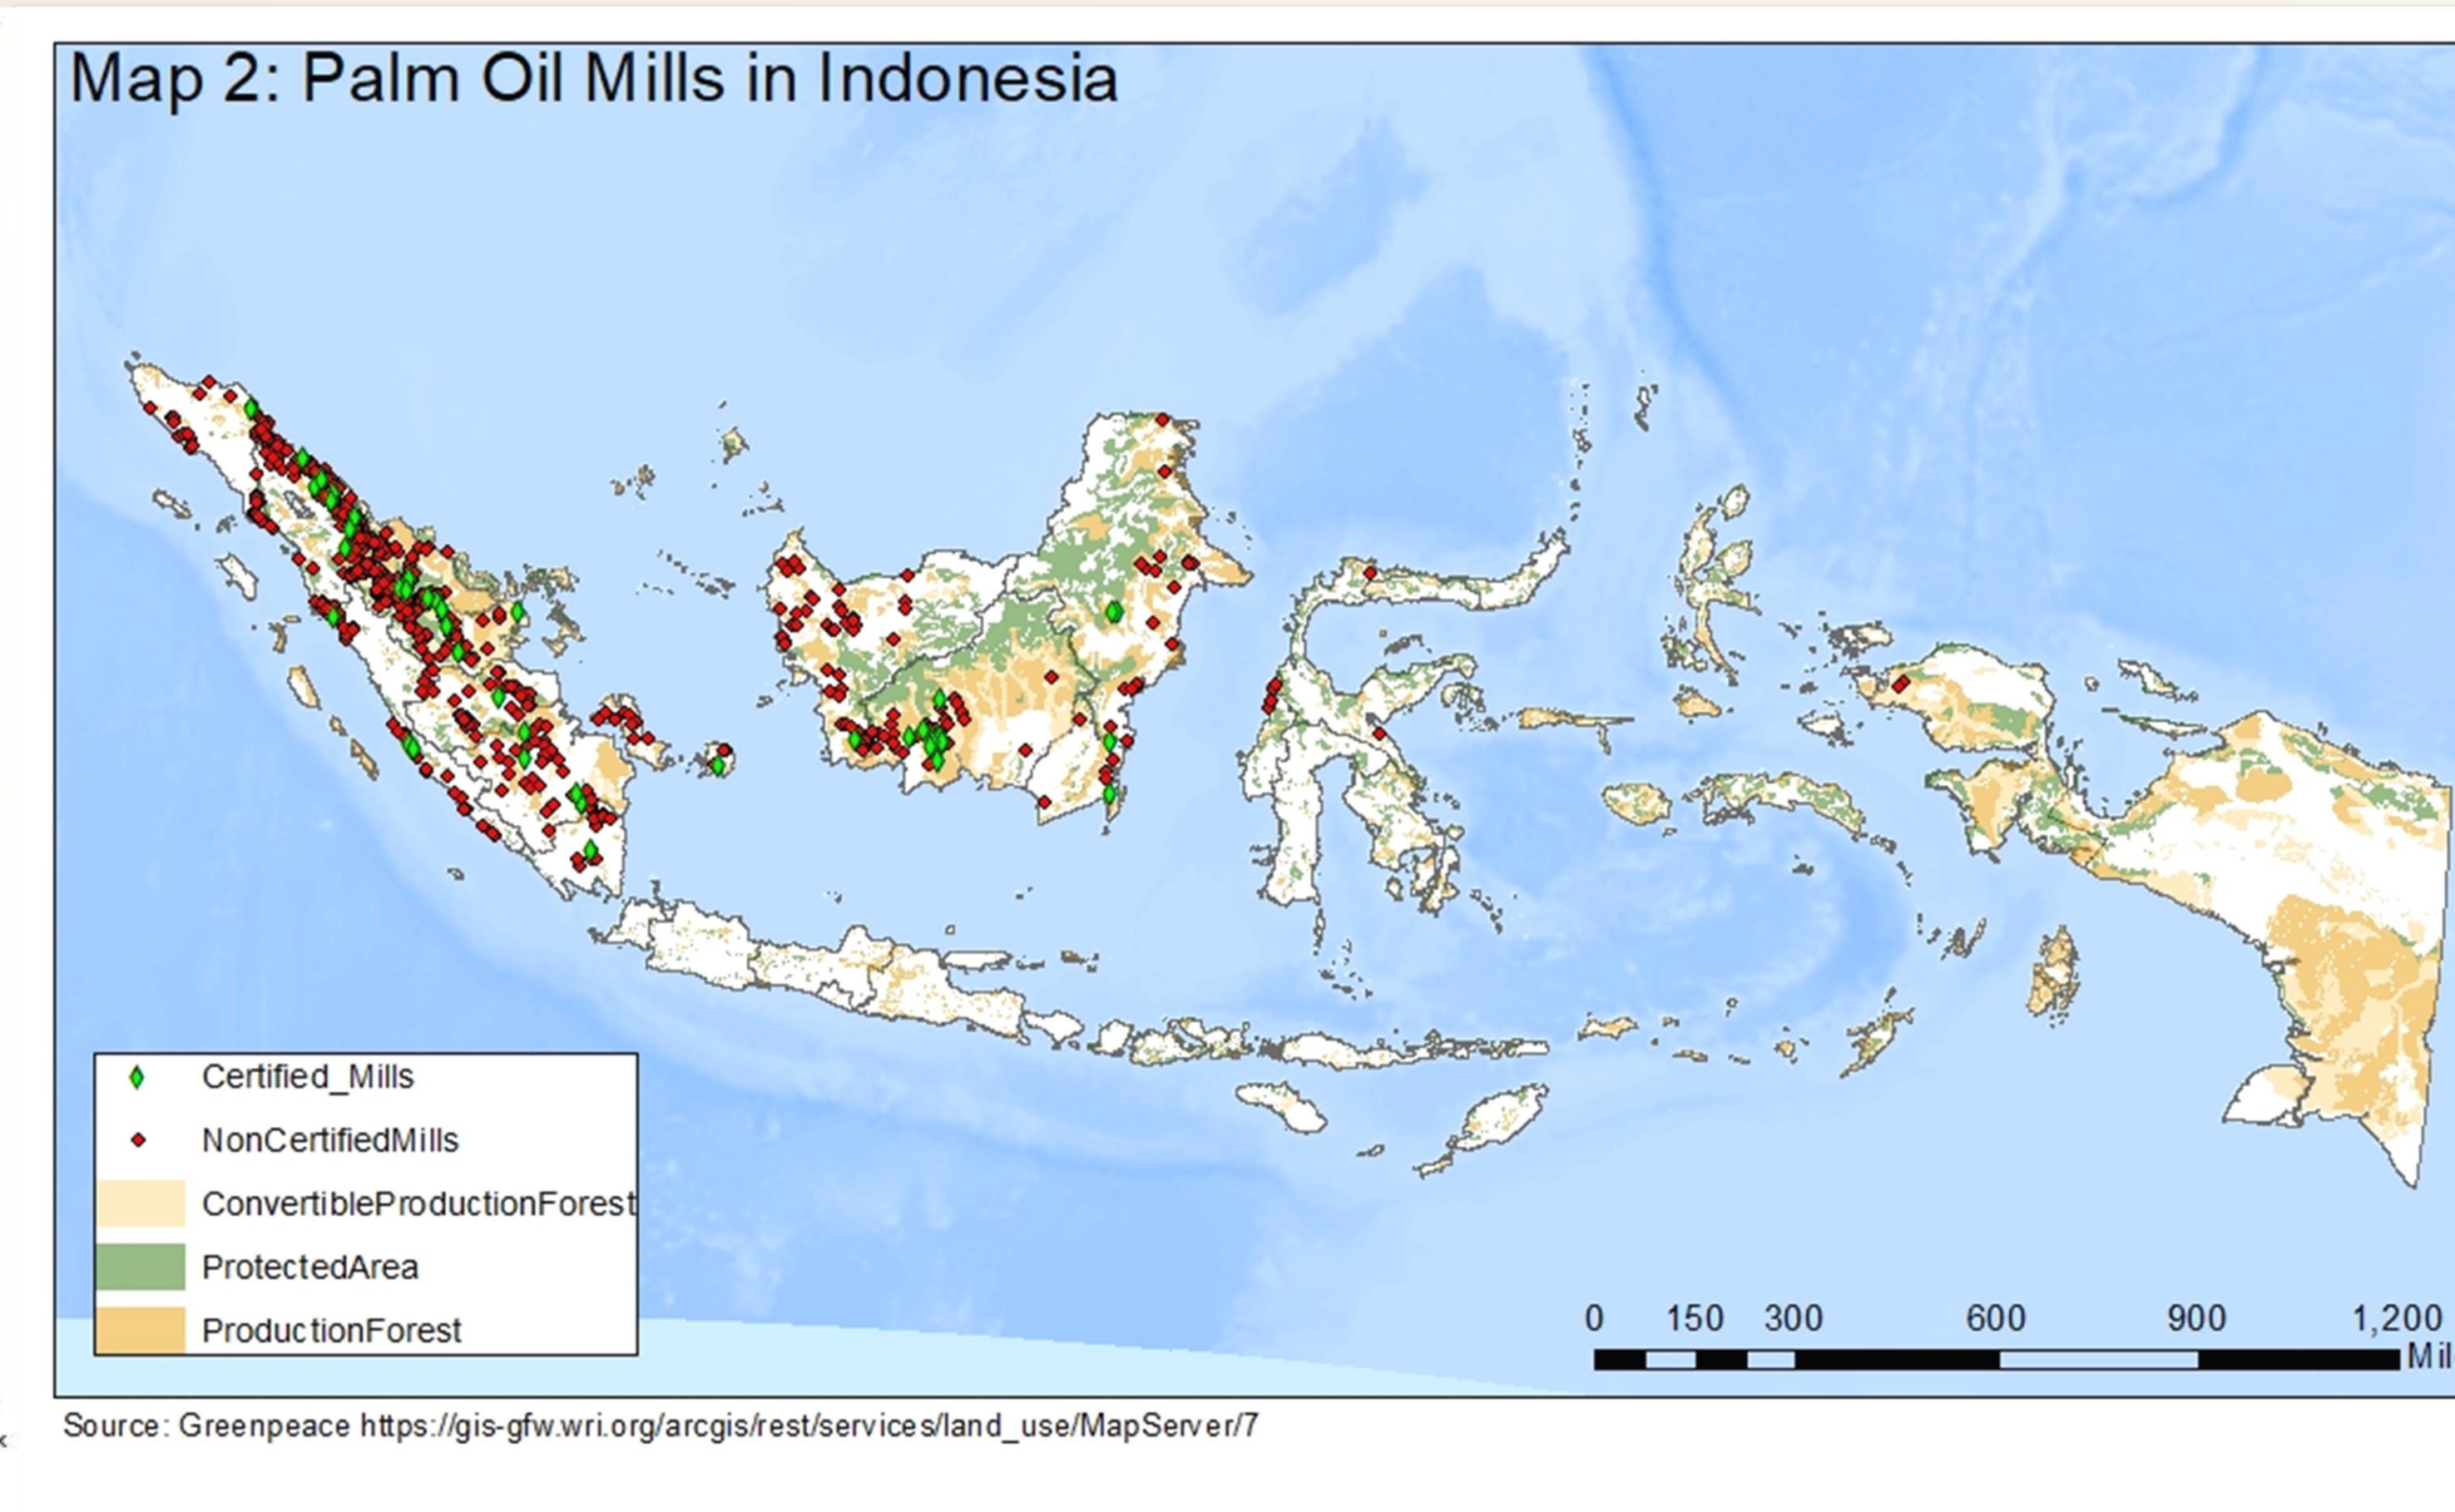 Map 2: Palm Oil Mills in Indonesia
Certified_Mills
NonCertifiedMills
ConvertibleProductionForest
ProtectedArea
ProductionForest
0 150 300 600 900 1,200
Mil
Source: Greenpeace https://gis-gfw.wri.org/arcgis/rest/services/land_use/MapServer/7